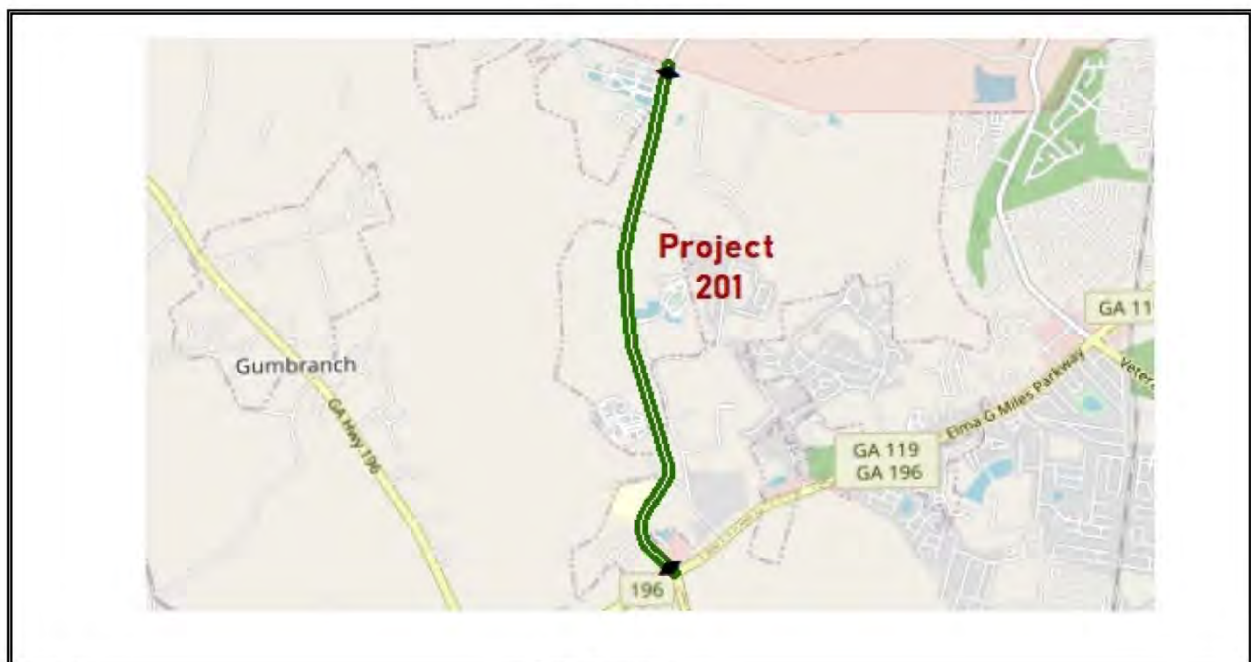 Project
201
GA 11
Gumbranch
GA Hwy 196
Elma G Miles Parkway
GA 119
GA 196
196